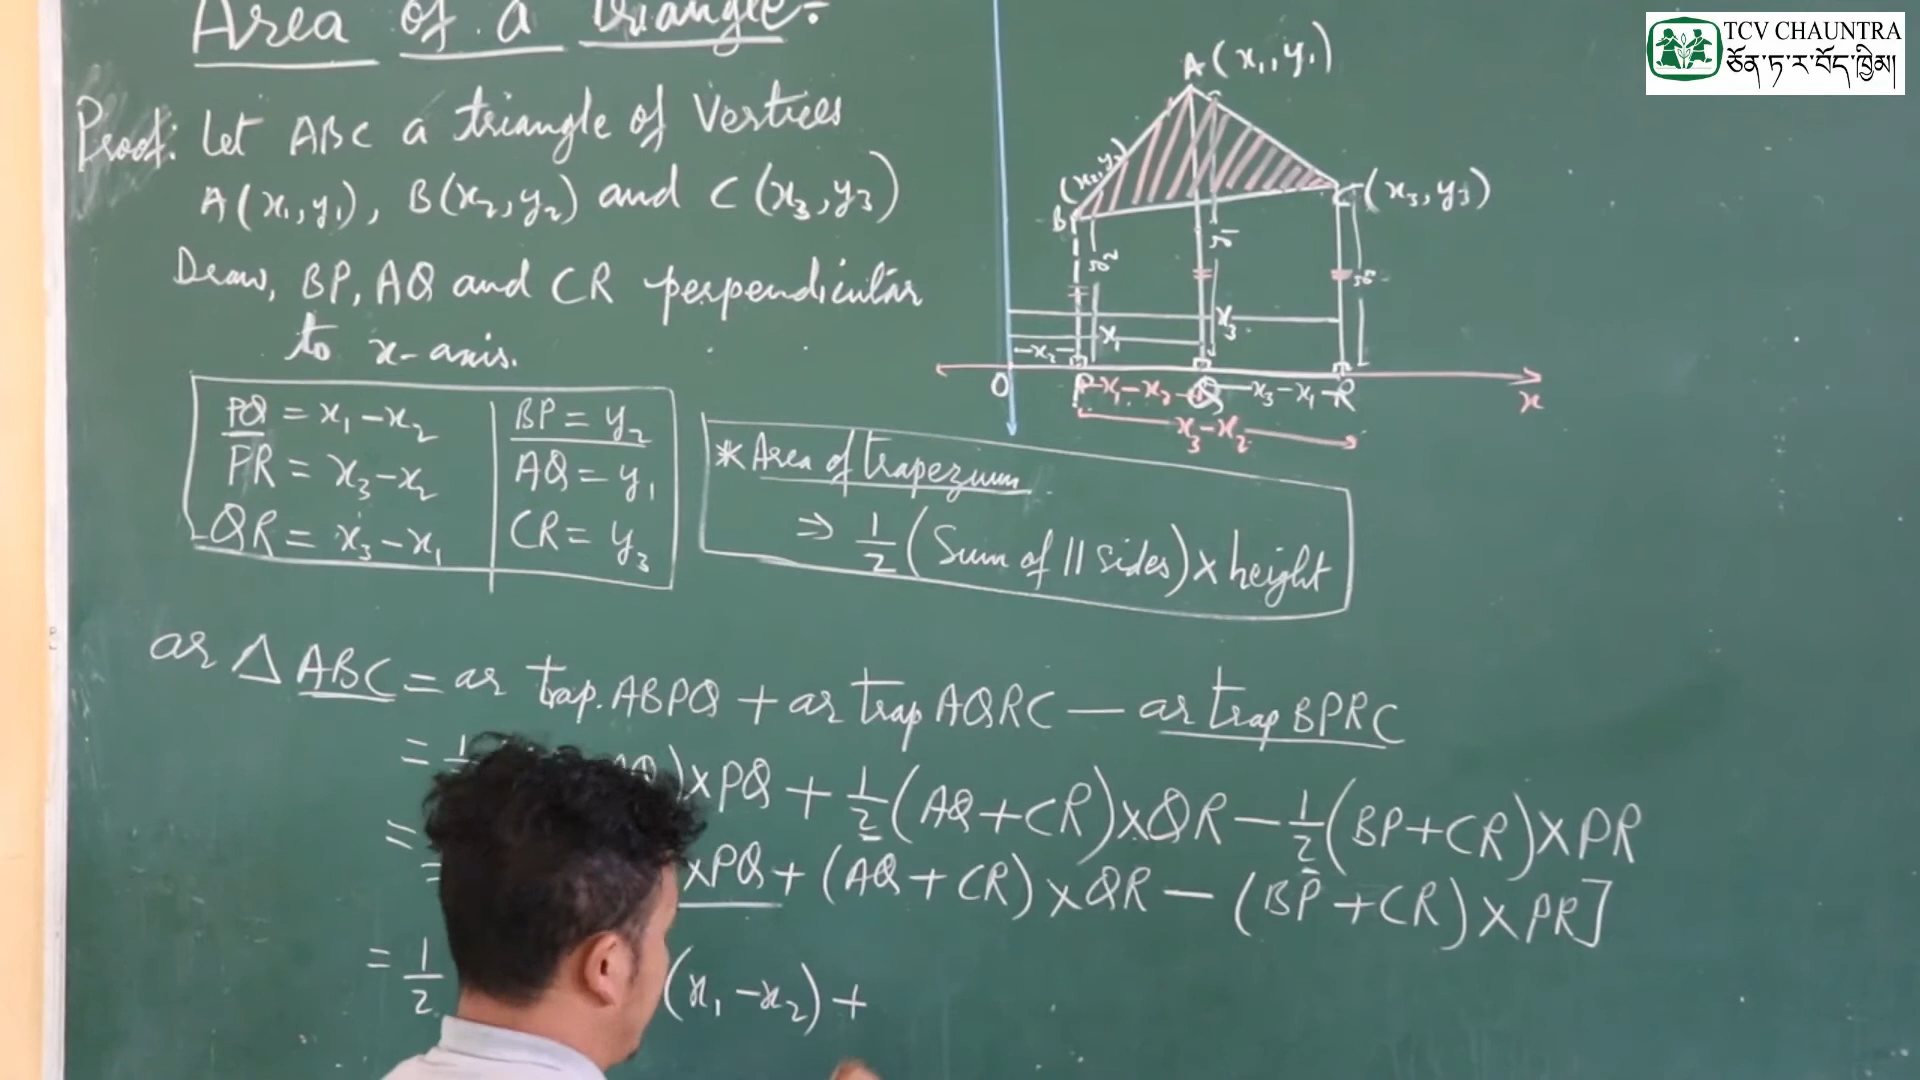 TCV CHAUNTRA
Area of a Triangle:-
Proof: Let ABC a triangle of Vertices
A(x₁,y₁), B(x₂,y₂) and C(x₃,y₃)
Draw, BP, AQ and CR perpendicular
to x-axis.
PQ = x₁-x₂
PR = x₃-x₂
QR = x₃-x₁
BP = y₂
AQ = y₁
CR = y₃
A(x₁,y₁)
(x₂,y₂)
B
C(x₃,y₃)
x₃
x₁
x₂
O P x₁-x₂ Q x₃-x₁ R x
x₃-x₂
*Area of trapezium
⇒ 1/2 (Sum of || sides) × height
ar Δ ABC = ar trap. ABPQ + ar trap AQRC - ar trap BPRC
= ×PQ + 1/2 (AQ+CR)×QR - 1/2 (BP+CR)×PR
= ×PQ + (AQ+CR)×QR - (BP+CR)×PR]
= 1/2 (x₁-x₂)+